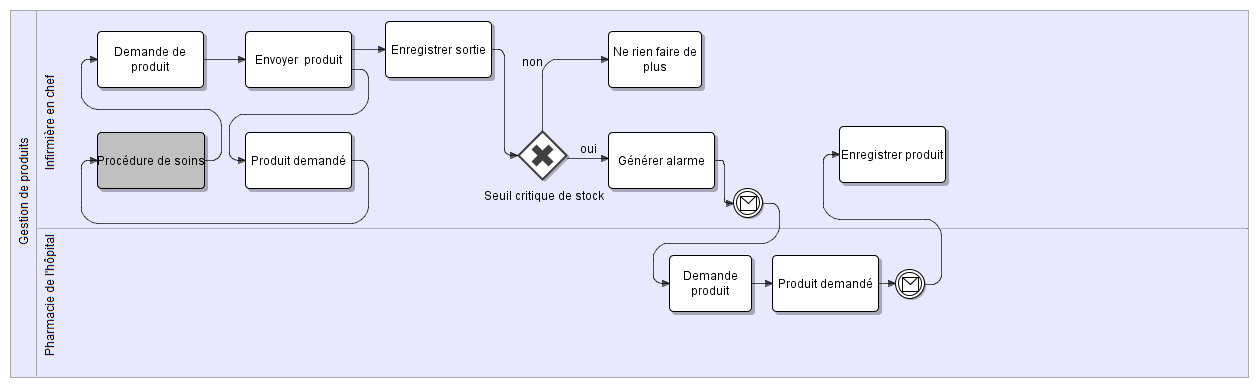 Gestion de produits
Infirmière en chef
Demande de
produit
Envoyer produit
Enregistrer sortie
non
Ne rien faire de
plus
Procédure de soins
Produit demandé
oui
Générer alarme
Enregistrer produit
Seuil critique de stock
Pharmacie de l'hôpital
Demande
produit
Produit demandé